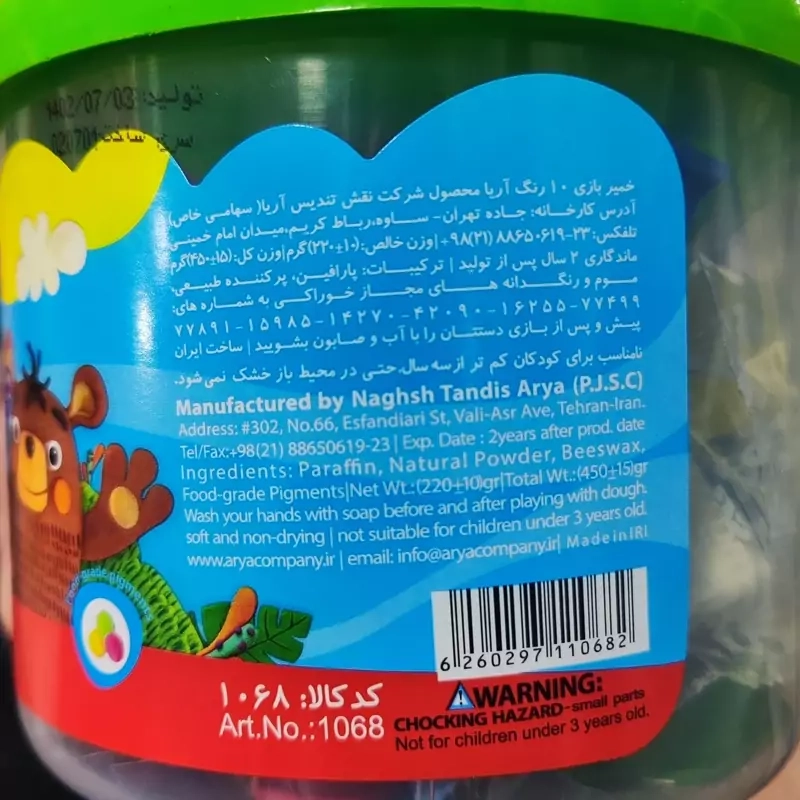 تولید: 1402/07/03
سری ساخت: 020701
خمیر بازی ۱۰ رنگ آریا محصول شرکت نقش تندیس آریا( سهامی خاص)
آدرس کارخانه: جاده تهران- ساوه،رباط کریم،میدان امام خمینی
تلفکس: ۲۳-۸۸۶۵۰۶۱۹ (۲۱)۹۸+|وزن خالص:(۱۰±۲۲۰)گرم|وزن کل:(۱۵±۴۵۰)گرم
ماندگاری ۲ سال پس از تولید | ترکیبات: پارافین، پرکننده طبیعی،
موم و رنگدانه های مجاز خوراکی به شماره های:
۷۷۸۹۱-۱۵۹۸۵-۱۴۲۷۰-۴۲۰۹۰-۱۶۲۵۵-۷۷۴۹۹
پیش و پس از بازی دستتان را با آب و صابون بشویید | ساخت ایران
نامناسب برای کودکان کم تر از سه سال.حتی در محیط باز خشک نمی شود.
Manufactured by Naghsh Tandis Arya (P.J.S.C)
Address: #302, No.66, Esfandiari St, Vali-Asr Ave, Tehran-Iran.
Tel/Fax:+98(21) 88650619-23 | Exp. Date : 2years after prod. date
Ingredients: Paraffin, Natural Powder, Beeswax,
Food-grade Pigments|Net Wt.:(220±10)gr|Total Wt.:(450±15)gr
Wash your hands with soap before and after playing with dough.
soft and non-drying | not suitable for children under 3 years old.
www.aryacompany.ir | email: info@aryacompany.ir| Made in IRI
grade pigments
6 260297 110682
کد کالا: ۱۰۶۸
Art.No.:1068
WARNING:
CHOCKING HAZARD-small parts
Not for children under 3 years old.